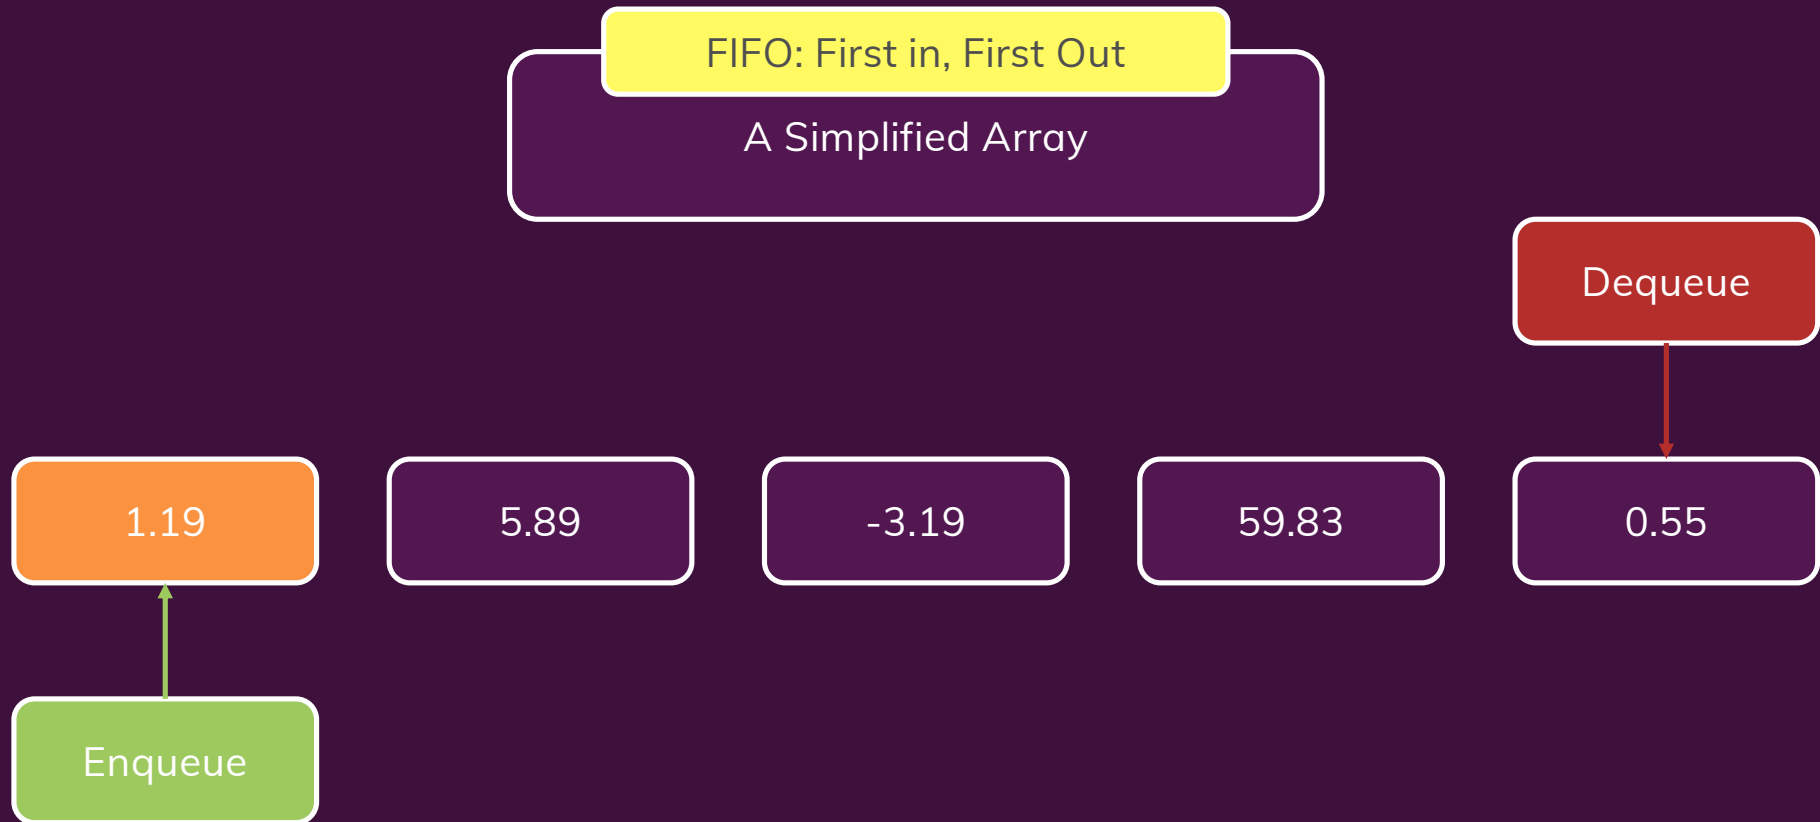 FIFO: First in, First Out
A Simplified Array
Dequeue
1.19
5.89
-3.19
59.83
0.55
Enqueue